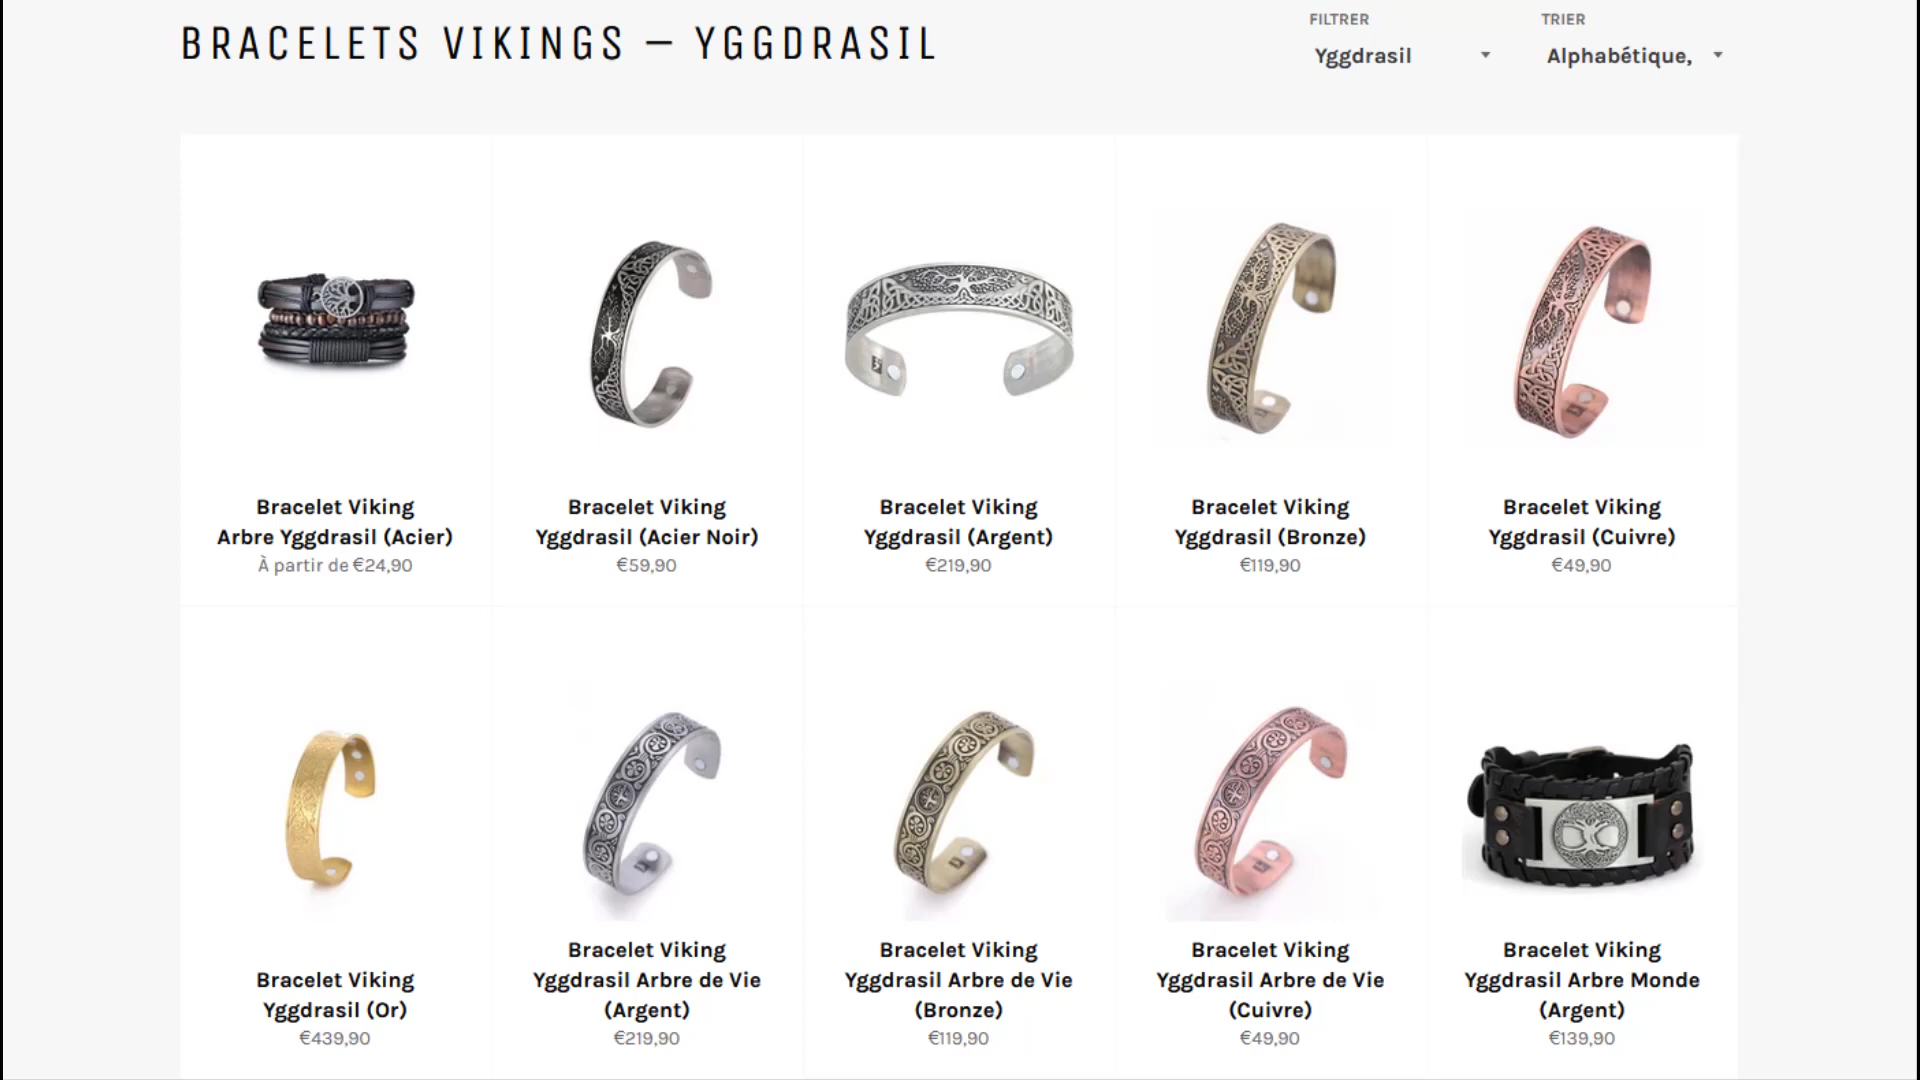 BRACELETS VIKINGS — YGGDRASIL
FILTRER
Yggdrasil
TRIER
Alphabétique,
Bracelet Viking
Arbre Yggdrasil (Acier)
À partir de €24,90
Bracelet Viking
Yggdrasil (Acier Noir)
€59,90
Bracelet Viking
Yggdrasil (Argent)
€219,90
Bracelet Viking
Yggdrasil (Bronze)
€119,90
Bracelet Viking
Yggdrasil (Cuivre)
€49,90
Bracelet Viking
Yggdrasil (Or)
€439,90
Bracelet Viking
Yggdrasil Arbre de Vie
(Argent)
€219,90
Bracelet Viking
Yggdrasil Arbre de Vie
(Bronze)
€119,90
Bracelet Viking
Yggdrasil Arbre de Vie
(Cuivre)
€49,90
Bracelet Viking
Yggdrasil Arbre Monde
(Argent)
€139,90